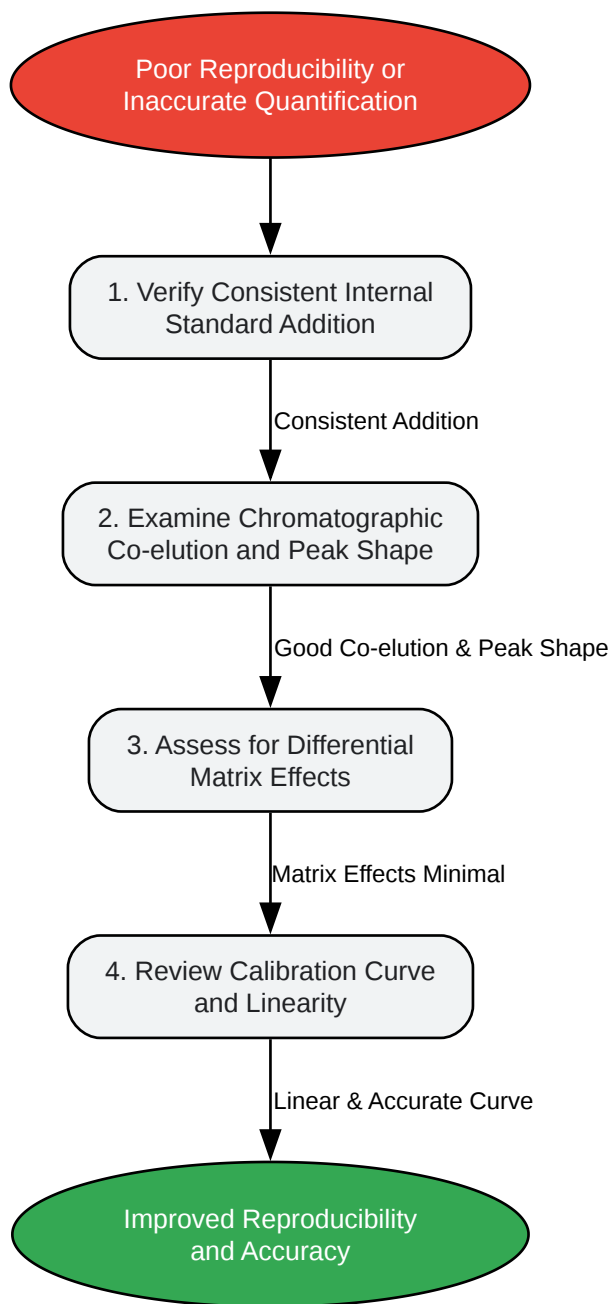 Poor Reproducibility or
Inaccurate Quantification
1. Verify Consistent Internal
Standard Addition
Consistent Addition
2. Examine Chromatographic
Co-elution and Peak Shape
Good Co-elution & Peak Shape
3. Assess for Differential
Matrix Effects
Matrix Effects Minimal
4. Review Calibration Curve
and Linearity
Linear & Accurate Curve
Improved Reproducibility
and Accuracy